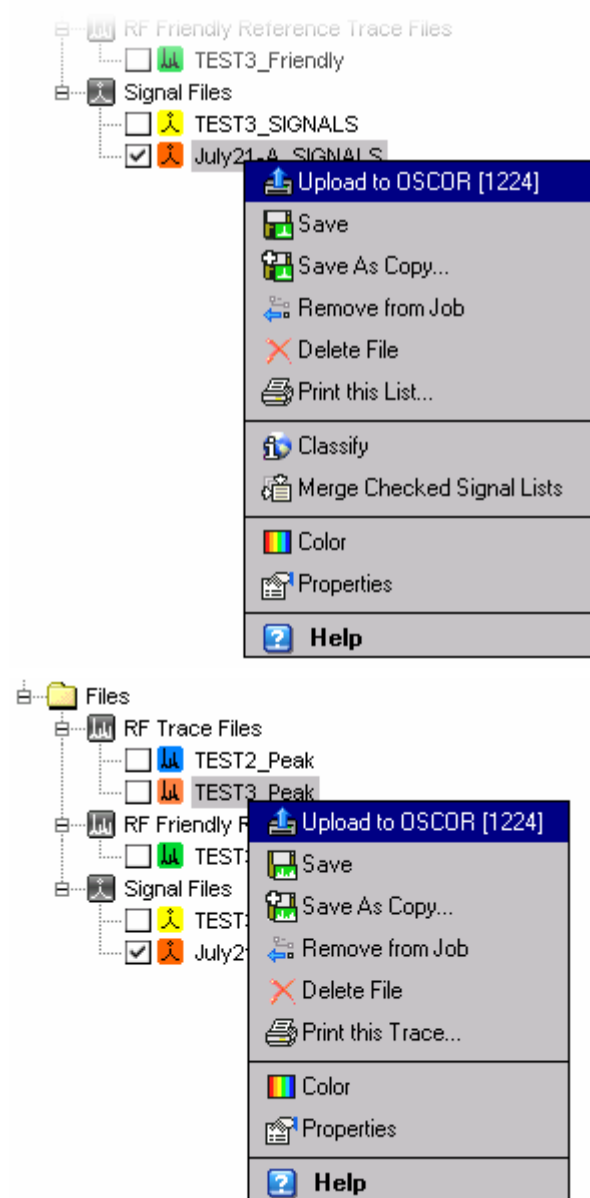 RF Friendly Reference Trace Files
TEST3_Friendly
Signal Files
TEST3_SIGNALS
July21-A_SIGNALS
Upload to OSCOR [1224]
Save
Save As Copy...
Remove from Job
Delete File
Print this List...
Classify
Merge Checked Signal Lists
Color
Properties
Help
Files
RF Trace Files
TEST2_Peak
TEST3_Peak
RF Friendly
TEST
Signal Files
TEST
July2
Upload to OSCOR [1224]
Save
Save As Copy...
Remove from Job
Delete File
Print this Trace...
Color
Properties
Help